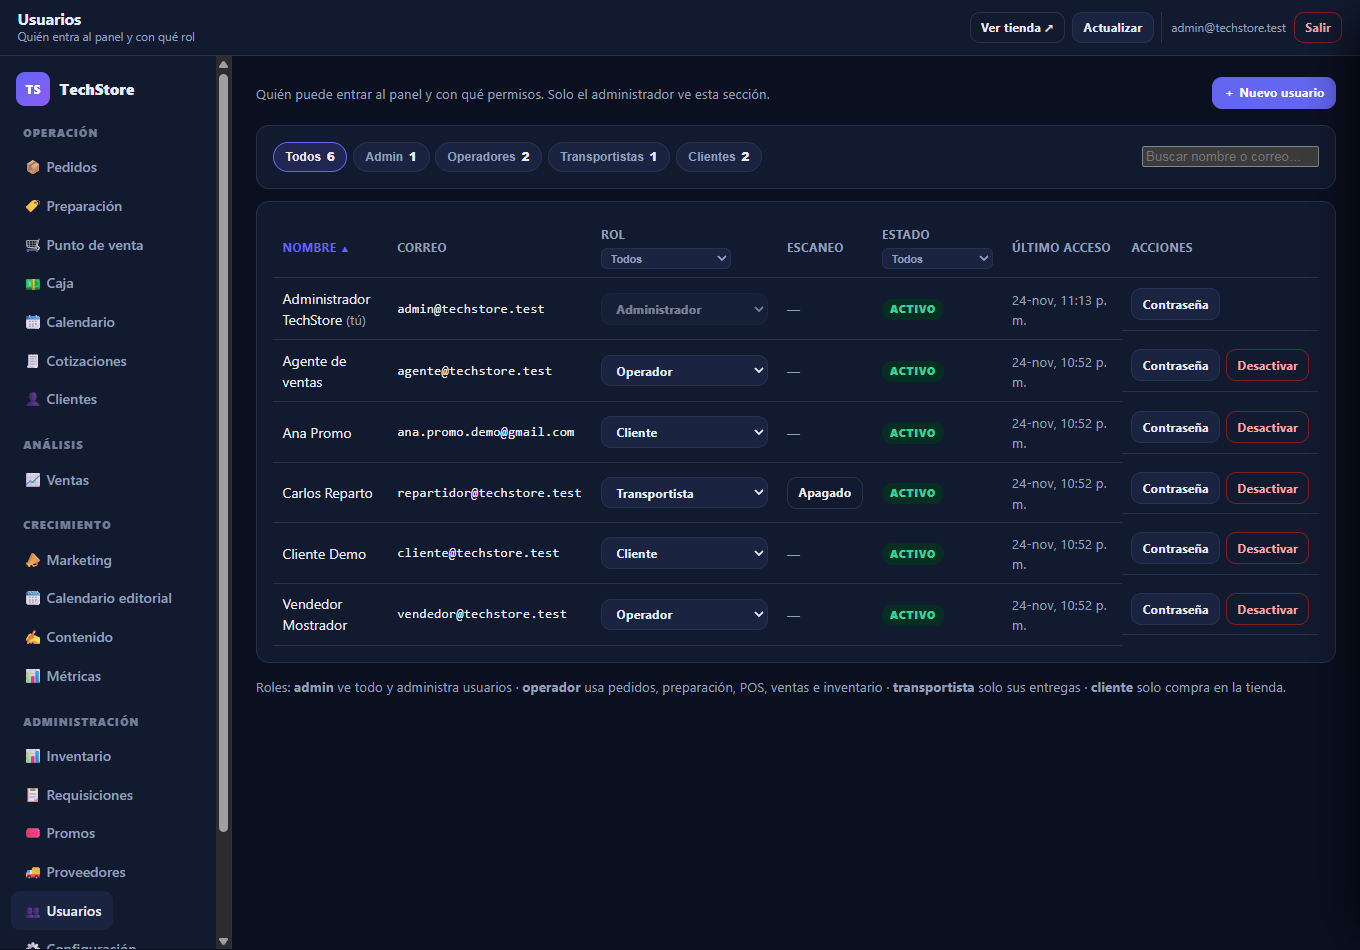 Usuarios
Quién entra al panel y con qué rol
Ver tienda ↗
Actualizar
admin@techstore.test
Salir
TS
TechStore
OPERACIÓN
Pedidos
Preparación
Punto de venta
Caja
Calendario
Cotizaciones
Clientes
ANÁLISIS
Ventas
CRECIMIENTO
Marketing
Calendario editorial
Contenido
Métricas
ADMINISTRACIÓN
Inventario
Requisiciones
Promos
Proveedores
Usuarios
Configuración
Quién puede entrar al panel y con qué permisos. Solo el administrador ve esta sección.
+ Nuevo usuario
Todos 6
Admin 1
Operadores 2
Transportistas 1
Clientes 2
Buscar nombre o correo...
NOMBRE ▲
CORREO
ROL
Todos
ESCANEO
ESTADO
Todos
ÚLTIMO ACCESO
ACCIONES
Administrador
TechStore (tú)
admin@techstore.test
Administrador
—
ACTIVO
24-nov, 11:13 p.
m.
Contraseña
Agente de
ventas
agente@techstore.test
Operador
—
ACTIVO
24-nov, 10:52 p.
m.
Contraseña
Desactivar
Ana Promo
ana.promo.demo@gmail.com
Cliente
—
ACTIVO
24-nov, 10:52 p.
m.
Contraseña
Desactivar
Carlos Reparto
repartidor@techstore.test
Transportista
Apagado
ACTIVO
24-nov, 10:52 p.
m.
Contraseña
Desactivar
Cliente Demo
cliente@techstore.test
Cliente
—
ACTIVO
24-nov, 10:52 p.
m.
Contraseña
Desactivar
Vendedor
Mostrador
vendedor@techstore.test
Operador
—
ACTIVO
24-nov, 10:52 p.
m.
Contraseña
Desactivar
Roles: admin ve todo y administra usuarios · operador usa pedidos, preparación, POS, ventas e inventario · transportista solo sus entregas · cliente solo compra en la tienda.